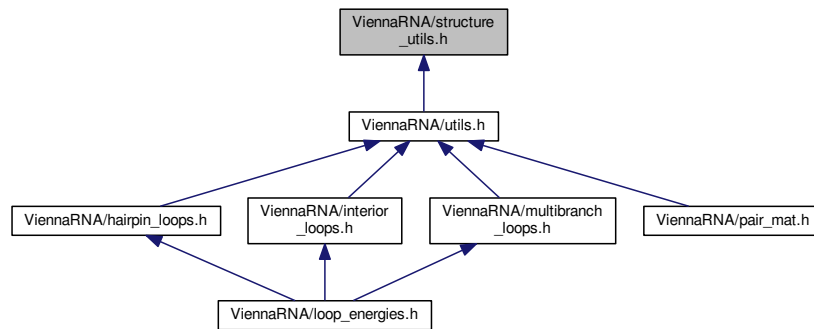 ViennaRNA/structure
_utils.h
ViennaRNA/utils.h
ViennaRNA/hairpin_loops.h
ViennaRNA/interior
_loops.h
ViennaRNA/multibranch
_loops.h
ViennaRNA/pair_mat.h
ViennaRNA/loop_energies.h